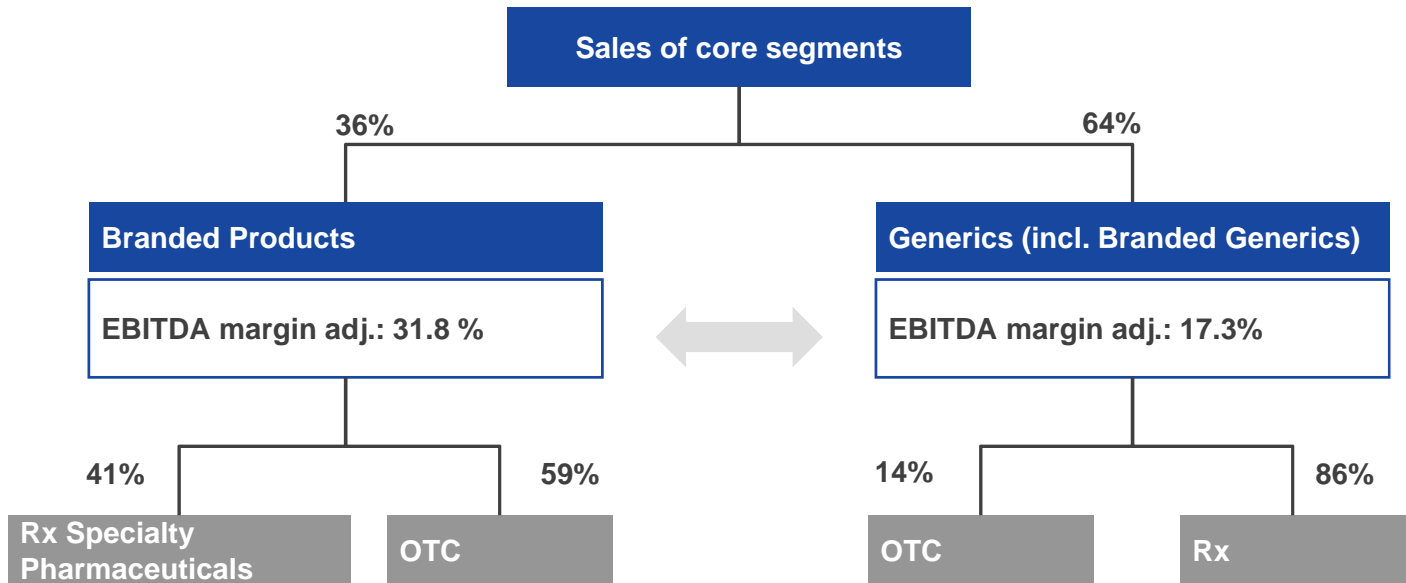 Sales of core segments
36%
64%
Branded Products
Generics (incl. Branded Generics)
EBITDA margin adj.: 31.8 %
EBITDA margin adj.: 17.3%
41%
59%
14%
86%
Rx Specialty
Pharmaceuticals
OTC
OTC
Rx